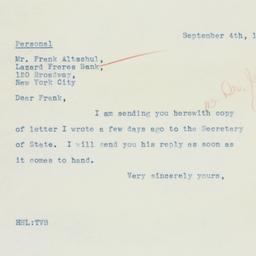 September 4th, 1
Personal
Mr. Frank Altschul,
Lazard Freres Bank,
120 Broadway,
New York City
Dear Frank,
I am sending you herewith copy
of letter I wrote a few days ago to the Secretary
of State. I will send you his reply as soon as
it comes to hand.
Very sincerely yours,
HHL:TVB